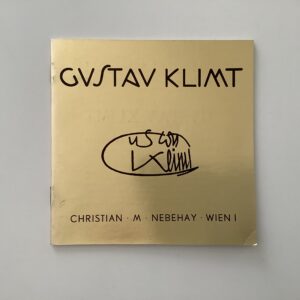 GVSTAV KLIMT
CHRISTIAN · M · NEBEHAY · WIEN I